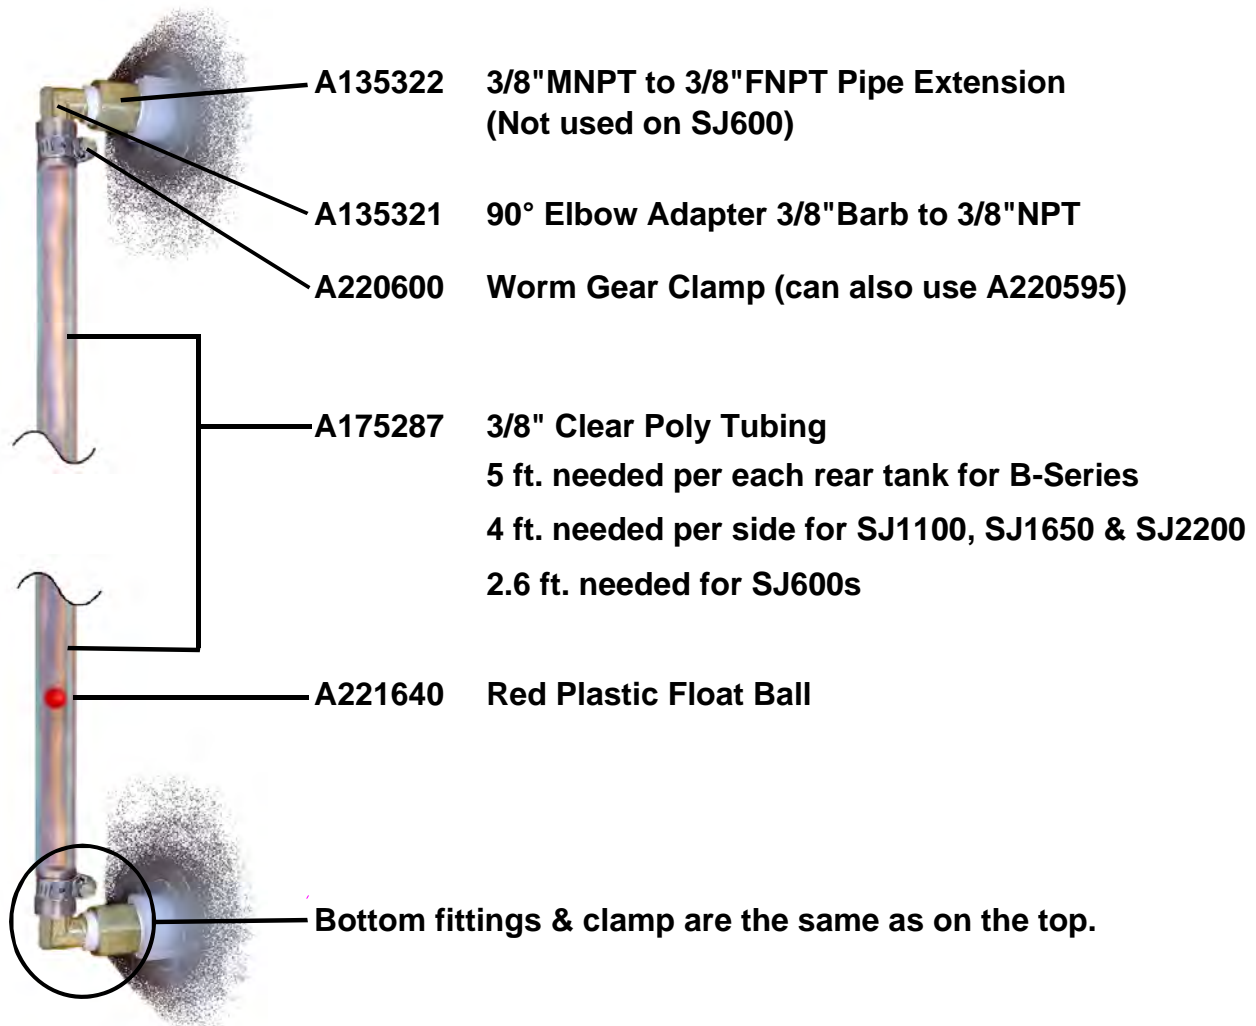 A135322 3/8"MNPT to 3/8"FNPT Pipe Extension
(Not used on SJ600)
A135321 90° Elbow Adapter 3/8"Barb to 3/8"NPT
A220600 Worm Gear Clamp (can also use A220595)
A175287 3/8" Clear Poly Tubing
5 ft. needed per each rear tank for B-Series
4 ft. needed per side for SJ1100, SJ1650 & SJ2200
2.6 ft. needed for SJ600s
A221640 Red Plastic Float Ball
Bottom fittings & clamp are the same as on the top.